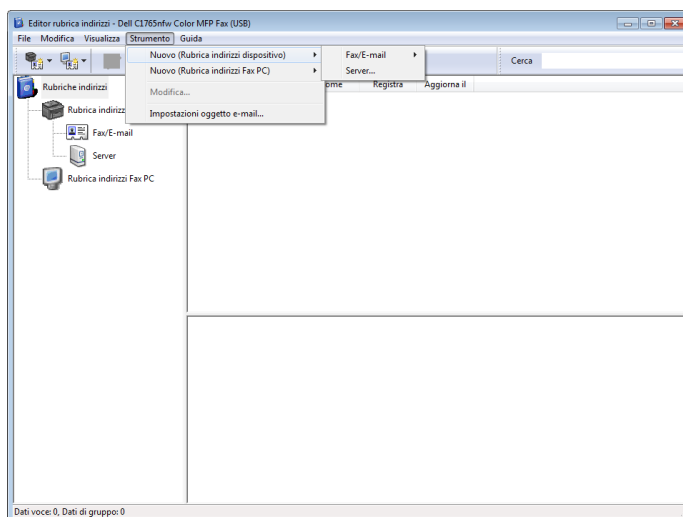 Editor rubrica indirizzi - Dell C1765nfw Color MFP Fax (USB)
File Modifica Visualizza Strumento Guida
Nuovo (Rubrica indirizzi dispositivo) Fax/E-mail
Nuovo (Rubrica indirizzi Fax PC) Server...
Modifica...
Impostazioni oggetto e-mail...
Cerca
ome Registra Aggiorna il
Rubriche indirizzi
Rubrica indirizz
Fax/E-mail
Server
Rubrica indirizzi Fax PC
Dati voce: 0, Dati di gruppo: 0